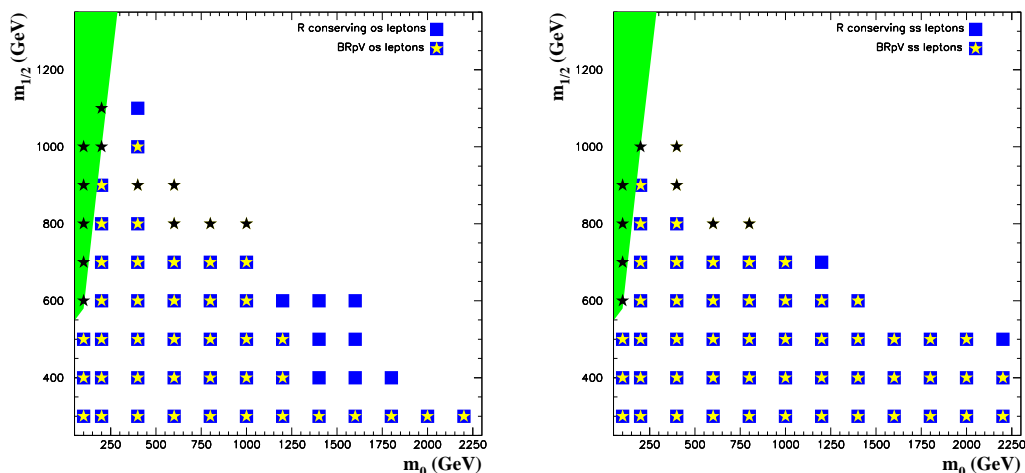 R conserving os leptons
BRpV os leptons
m1/2 (GeV)
1200
1000
800
600
400
250 500 750 1000 1250 1500 1750 2000 2250
m0 (GeV)
R conserving ss leptons
BRpV ss leptons
m1/2 (GeV)
1200
1000
800
600
400
250 500 750 1000 1250 1500 1750 2000 2250
m0 (GeV)